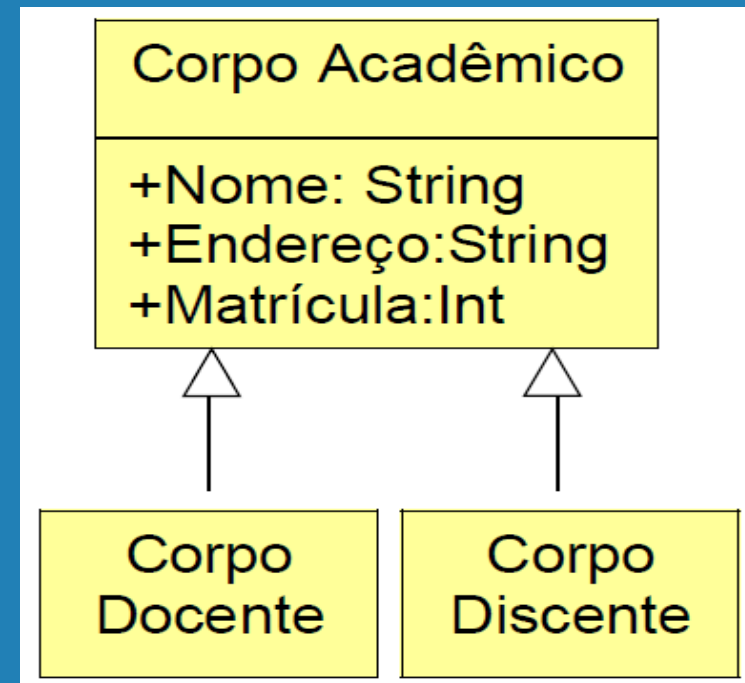 Corpo Acadêmico
+Nome: String
+Endereço:String
+Matrícula:Int
Corpo
Docente
Corpo
Discente